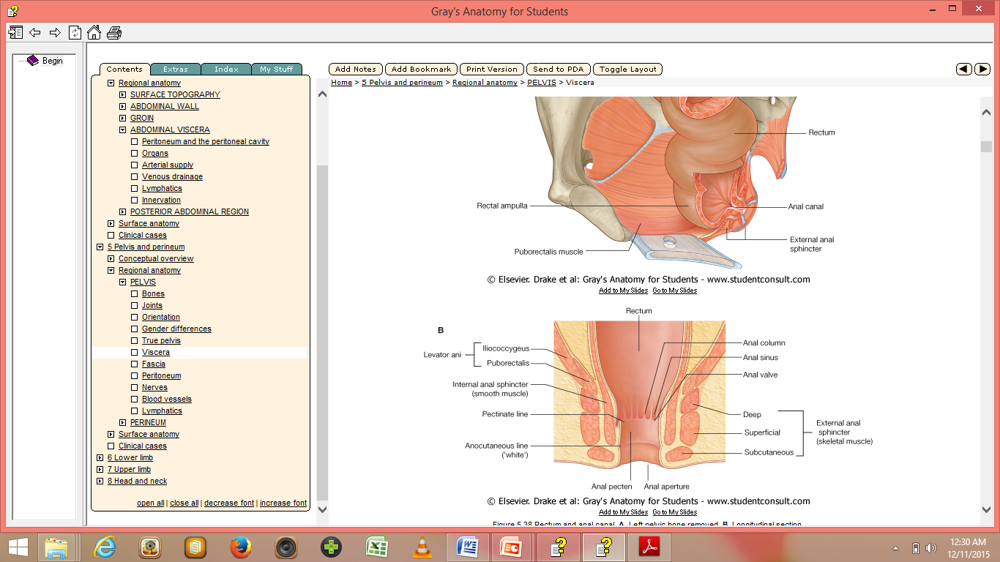 Gray's Anatomy for Students
Begin
Contents
Extras
Index
My Stuff
Regional anatomy
SURFACE TOPOGRAPHY
ABDOMINAL WALL
GROIN
ABDOMINAL VISCERA
Peritoneum and the peritoneal cavity
Organs
Arterial supply
Venous drainage
Lymphatics
Innervation
POSTERIOR ABDOMINAL REGION
Surface anatomy
Clinical cases
5 Pelvis and perineum
Conceptual overview
Regional anatomy
PELVIS
Bones
Joints
Orientation
Gender differences
True pelvis
Viscera
Fascia
Peritoneum
Nerves
Blood vessels
Lymphatics
PERINEUM
Surface anatomy
Clinical cases
6 Lower limb
7 Upper limb
8 Head and neck
open all | close all | decrease font | increase font
Add Notes
Add Bookmark
Print Version
Send to PDA
Toggle Layout
Home > 5 Pelvis and perineum > Regional anatomy > PELVIS > Viscera
Rectum
Rectal ampulla
Anal canal
External anal
sphincter
Puborectalis muscle
© Elsevier. Drake et al: Gray's Anatomy for Students - www.studentconsult.com
Add to My Slides Go to My Slides
Rectum
B
Levator ani
Iliococcygeus
Puborectalis
Internal anal sphincter
(smooth muscle)
Pectinate line
Anocutaneous line
('white')
Anal column
Anal sinus
Anal valve
Deep
Superficial
Subcutaneous
External anal
sphincter
(skeletal muscle)
Anal pecten
Anal aperture
© Elsevier. Drake et al: Gray's Anatomy for Students - www.studentconsult.com
Add to My Slides Go to My Slides
Figure 5.38 Rectum and anal canal. A. Left pelvic bone removed. B. Longitudinal section.
12:30 AM
12/11/2015